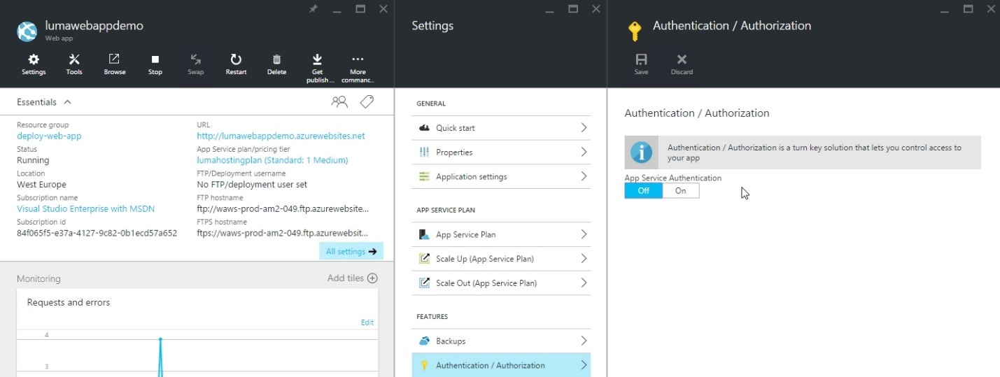 lumawebappdemo
Web app
Settings
Tools
Browse
Stop
Swap
Restart
Delete
Get
publish ...
More
commanc...
Essentials
Resource group
deploy-web-app
Status
Running
Location
West Europe
Subscription name
Visual Studio Enterprise with MSDN
Subscription id
84f065f5-e37a-4127-9c82-0b1ecd57a652
URL
http://lumawebappdemo.azurewebsites.net
App Service plan/pricing tier
lumahostingplan (Standard: 1 Medium)
FTP/Deployment username
No FTP/deployment user set
FTP hostname
ftp://waws-prod-am2-049.ftp.azurewebsite...
FTPS hostname
ftps://waws-prod-am2-049.ftp.azurewebsit...
All settings
Monitoring
Add tiles
Requests and errors
Edit
4
3
Settings
GENERAL
Quick start
Properties
Application settings
APP SERVICE PLAN
App Service Plan
Scale Up (App Service Plan)
Scale Out (App Service Plan)
FEATURES
Backups
Authentication / Authorization
Authentication / Authorization
Save
Discard
Authentication / Authorization
Authentication / Authorization is a turn key solution that lets you control access to
your app
App Service Authentication
Off
On